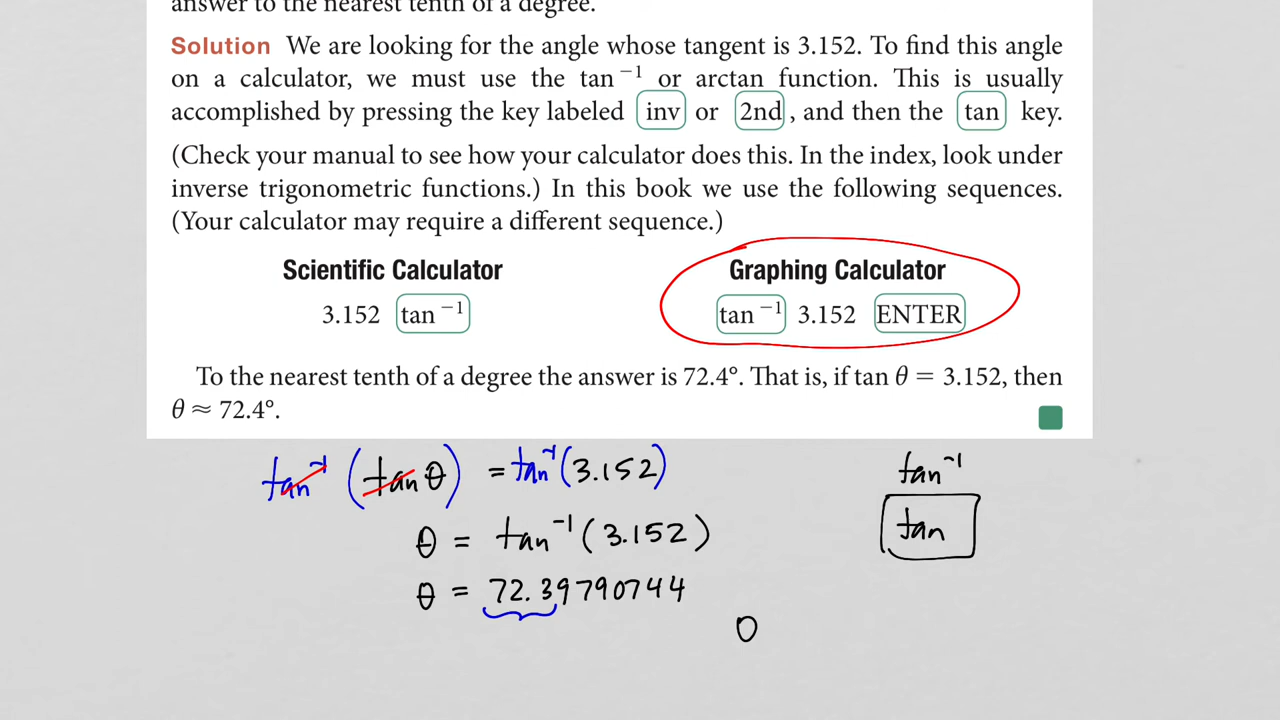 answer to the nearest tenth of a degree.
Solution We are looking for the angle whose tangent is 3.152. To find this angle
on a calculator, we must use the tan⁻¹ or arctan function. This is usually
accomplished by pressing the key labeled inv or 2nd, and then the tan key.
(Check your manual to see how your calculator does this. In the index, look under
inverse trigonometric functions.) In this book we use the following sequences.
(Your calculator may require a different sequence.)
Scientific Calculator
3.152 tan⁻¹
Graphing Calculator
tan⁻¹ 3.152 ENTER
To the nearest tenth of a degree the answer is 72.4°. That is, if tan θ = 3.152, then
θ ≈ 72.4°.
tan⁻¹ (tan θ) = tan⁻¹(3.152)
θ = tan⁻¹(3.152)
θ = 72.39790744
0
tan⁻¹
tan